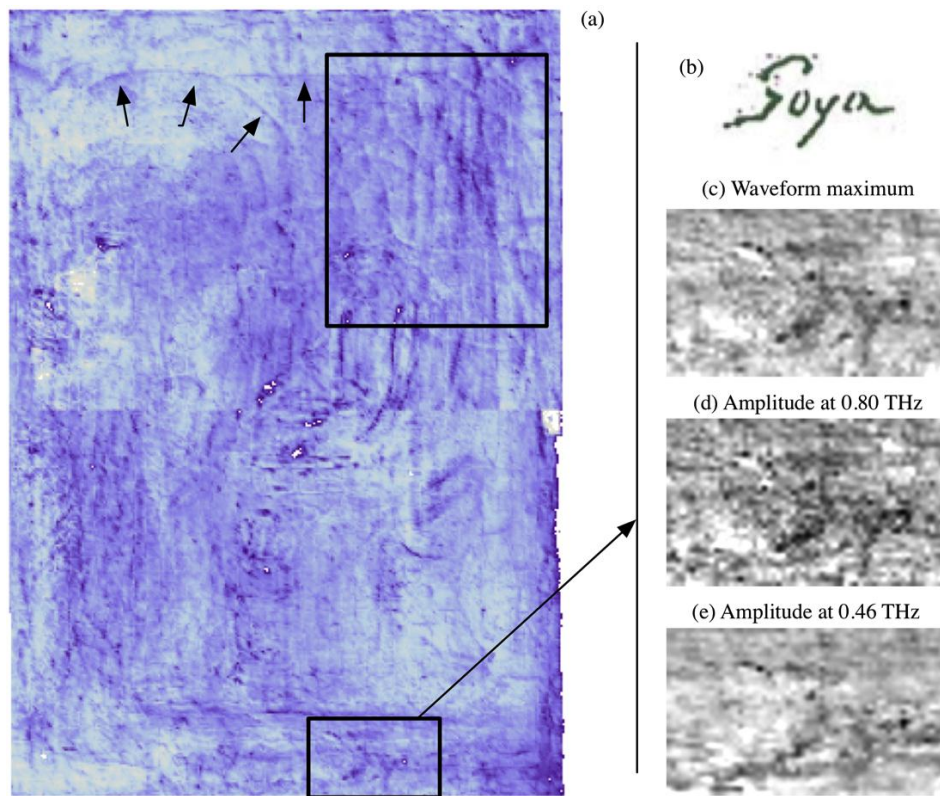 (a)
(b)
Goya
(c) Waveform maximum
(d) Amplitude at 0.80 THz
(e) Amplitude at 0.46 THz